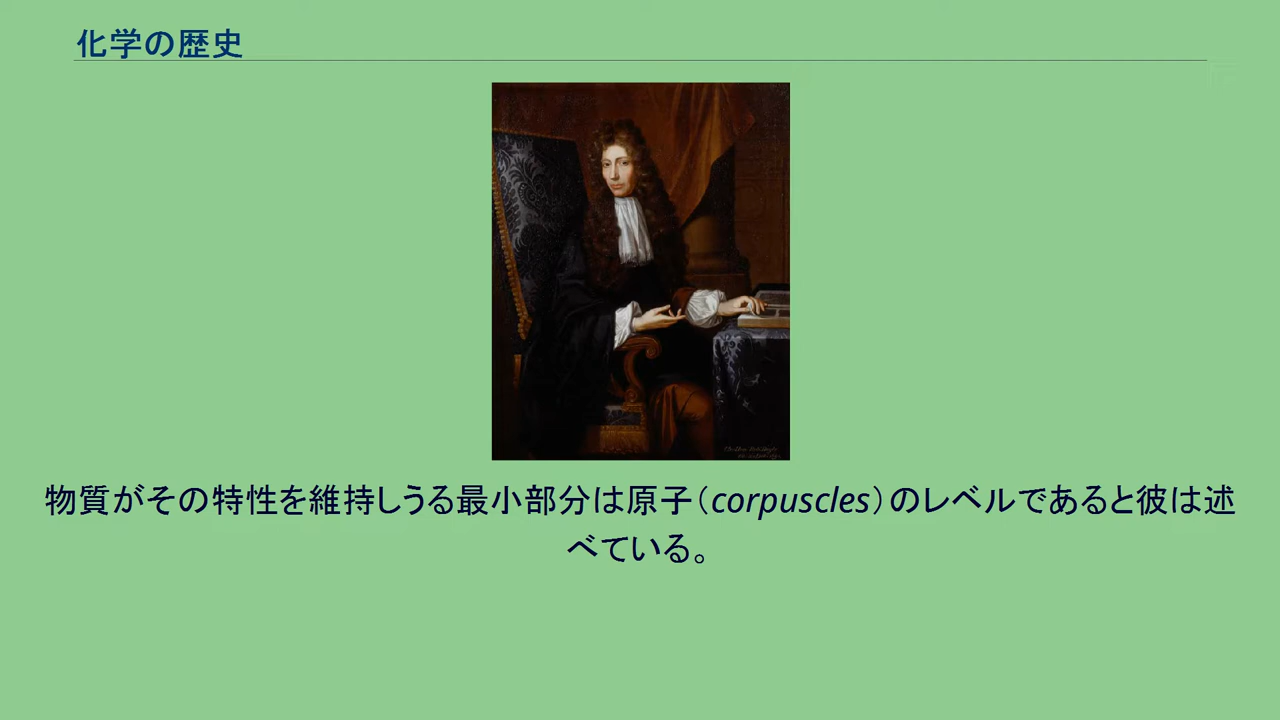 化学の歴史
物質がその特性を維持しうる最小部分は原子（corpuscles）のレベルであると彼は述
べている。